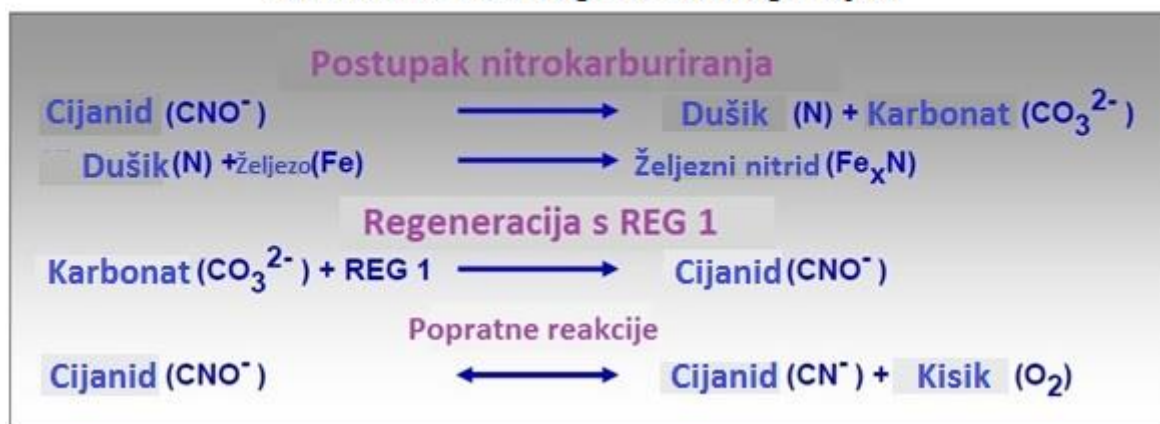 Postupak nitrokarburiranja
Cijanid (CNO⁻) → Dušik (N) + Karbonat (CO₃²⁻)
Dušik (N) + Željezo (Fe) → Željezni nitrid (FeₓN)
Regeneracija s REG 1
Karbonat (CO₃²⁻) + REG 1 → Cijanid (CNO⁻)
Popratne reakcije
Cijanid (CNO⁻) ↔ Cijanid (CN⁻) + Kisik (O₂)